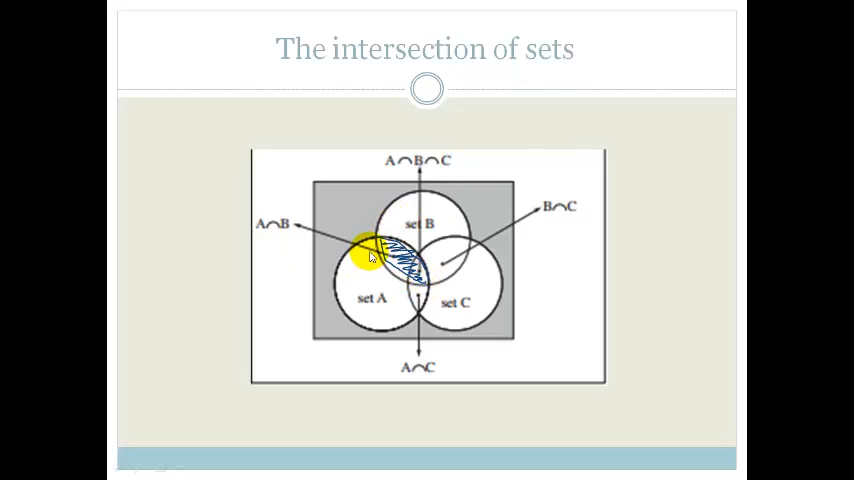 The intersection of sets
A∩B∩C
B∩C
A∩B
set B
set A
set C
A∩C